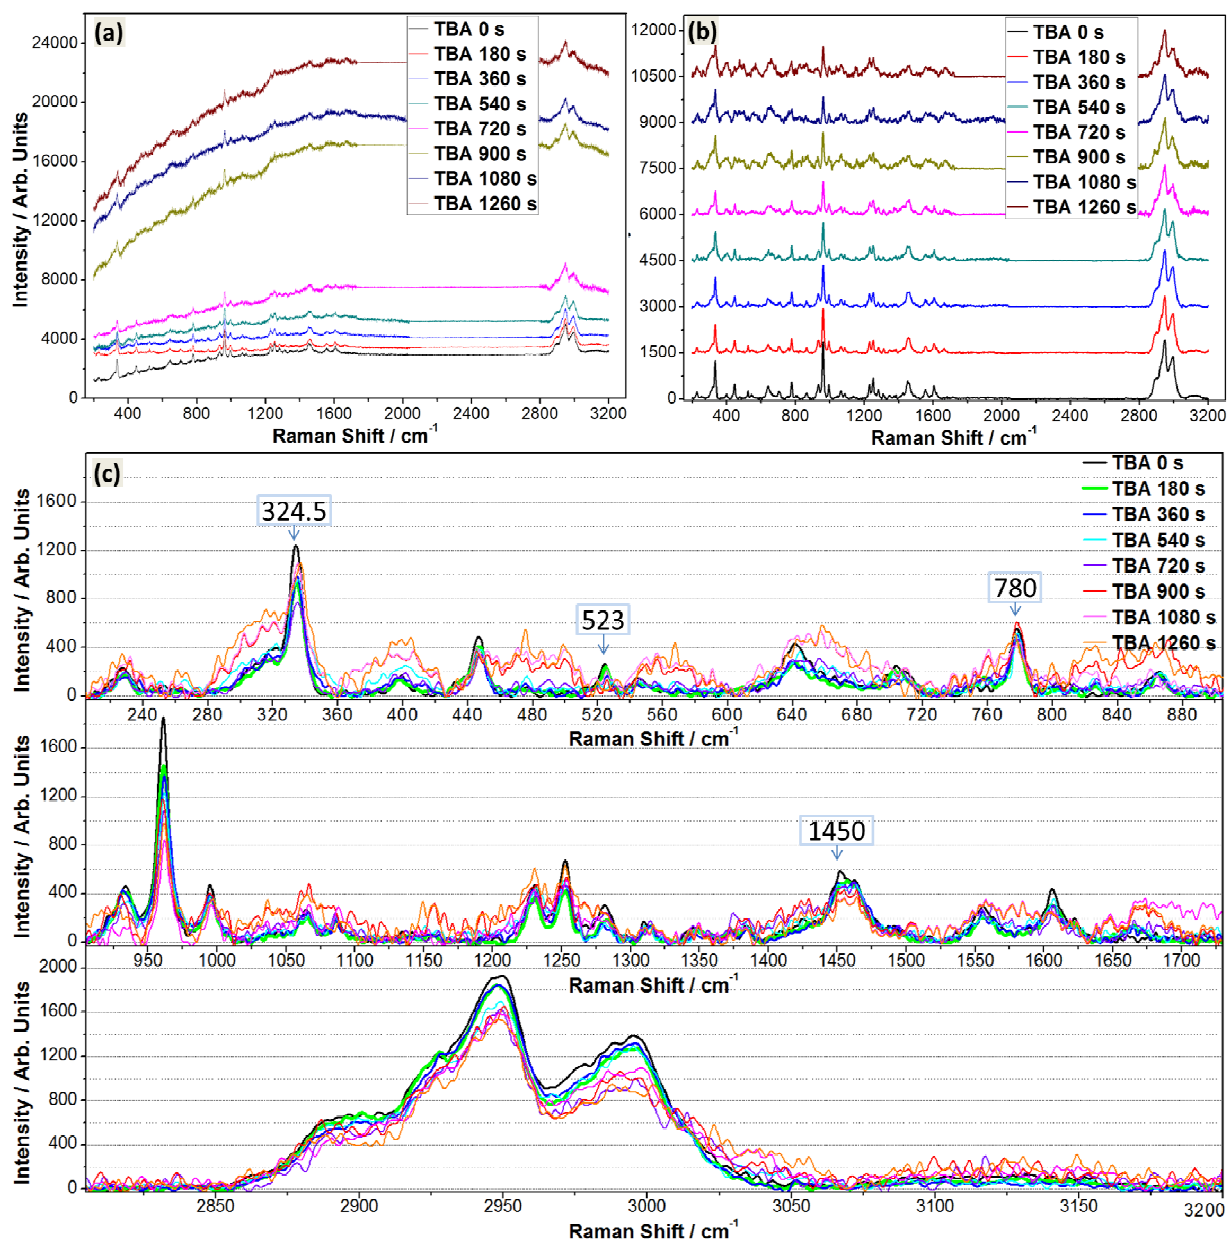 (a)
TBA 0 s
TBA 180 s
TBA 360 s
TBA 540 s
TBA 720 s
TBA 900 s
TBA 1080 s
TBA 1260 s
24000
20000
16000
12000
8000
4000
0
Intensity / Arb. Units
400 800 1200 1600 2000 2400 2800 3200
Raman Shift / cm-1
(b)
TBA 0 s
TBA 180 s
TBA 360 s
TBA 540 s
TBA 720 s
TBA 900 s
TBA 1080 s
TBA 1260 s
12000
10500
9000
7500
6000
4500
3000
1500
0
400 800 1200 1600 2000 2400 2800 3200
Raman Shift / cm-1
(c)
TBA 0 s
TBA 180 s
TBA 360 s
TBA 540 s
TBA 720 s
TBA 900 s
TBA 1080 s
TBA 1260 s
324.5
523
780
1600
1200
800
400
0
Intensity / Arb. Units
240 280 320 360 400 440 480 520 560 600 640 680 720 760 800 840 880
Raman Shift / cm-1
1450
1600
1200
800
400
0
Intensity / Arb. Units
950 1000 1050 1100 1150 1200 1250 1300 1350 1400 1450 1500 1550 1600 1650 1700
Raman Shift / cm-1
2000
1600
1200
800
400
0
Intensity / Arb. Units
2850 2900 2950 3000 3050 3100 3150 3200
Raman Shift / cm-1